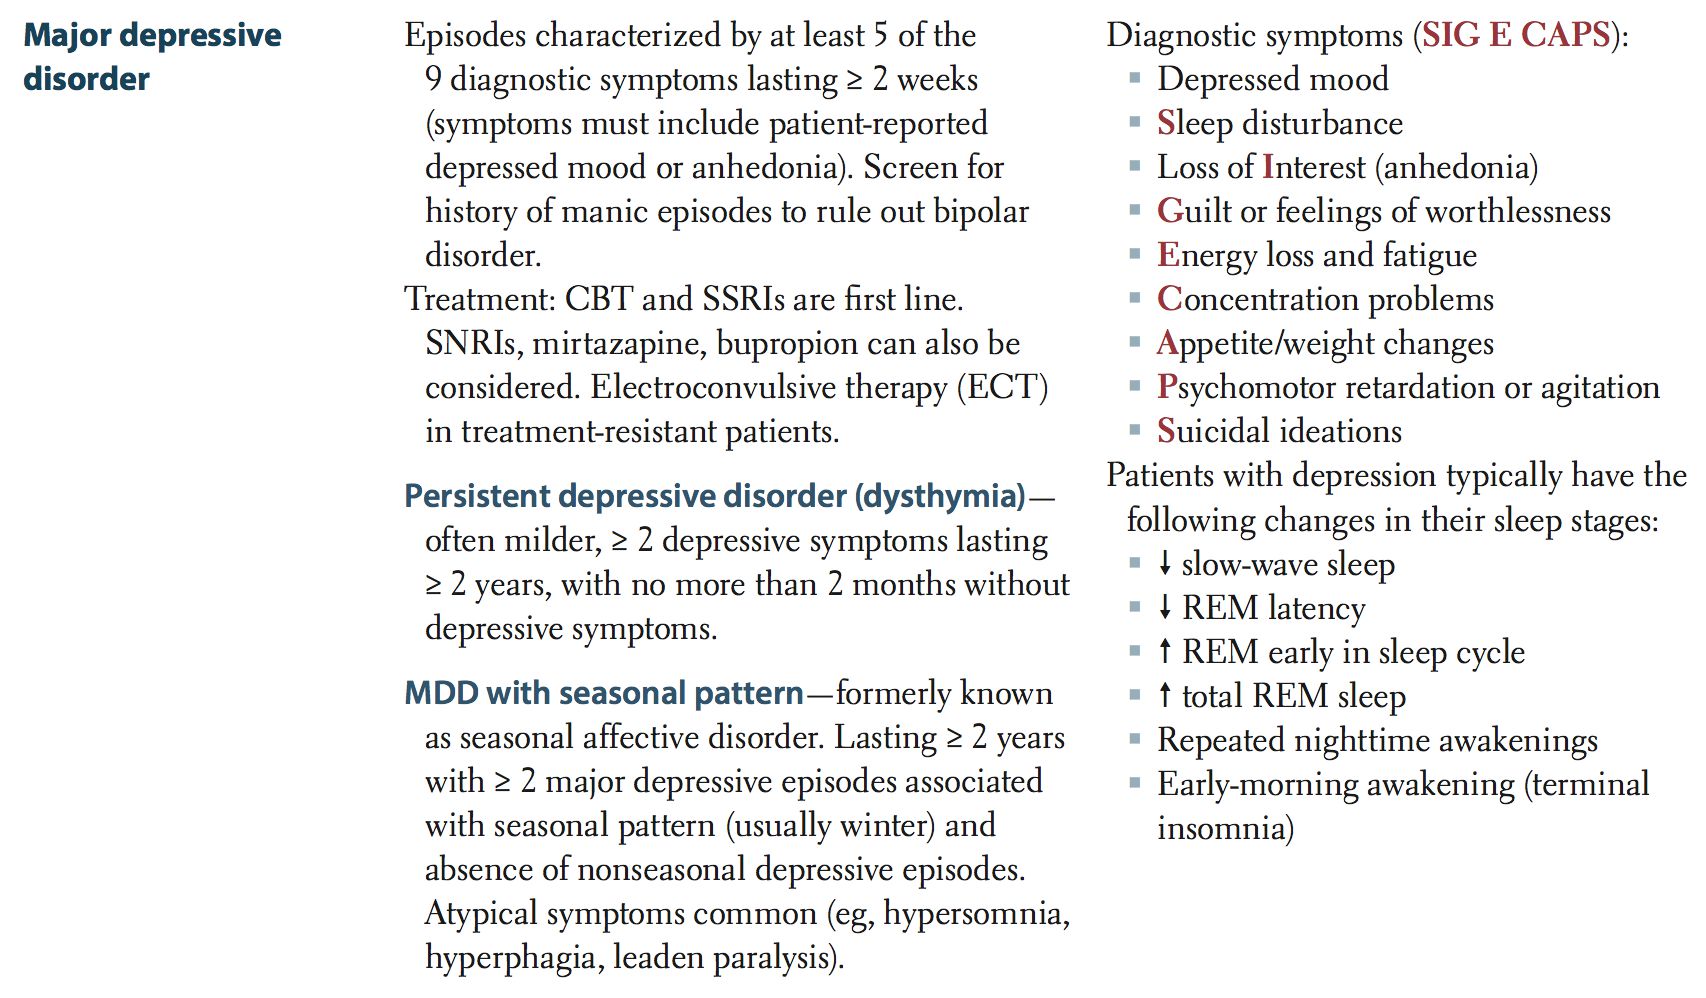 Major depressive
disorder
Episodes characterized by at least 5 of the
9 diagnostic symptoms lasting ≥ 2 weeks
(symptoms must include patient-reported
depressed mood or anhedonia). Screen for
history of manic episodes to rule out bipolar
disorder.
Treatment: CBT and SSRIs are first line.
SNRIs, mirtazapine, bupropion can also be
considered. Electroconvulsive therapy (ECT)
in treatment-resistant patients.
Persistent depressive disorder (dysthymia)—
often milder, ≥ 2 depressive symptoms lasting
≥ 2 years, with no more than 2 months without
depressive symptoms.
MDD with seasonal pattern—formerly known
as seasonal affective disorder. Lasting ≥ 2 years
with ≥ 2 major depressive episodes associated
with seasonal pattern (usually winter) and
absence of nonseasonal depressive episodes.
Atypical symptoms common (eg, hypersomnia,
hyperphagia, leaden paralysis).
Diagnostic symptoms (SIG E CAPS):
▪ Depressed mood
▪ Sleep disturbance
▪ Loss of Interest (anhedonia)
▪ Guilt or feelings of worthlessness
▪ Energy loss and fatigue
▪ Concentration problems
▪ Appetite/weight changes
▪ Psychomotor retardation or agitation
▪ Suicidal ideations
Patients with depression typically have the
following changes in their sleep stages:
▪ ↓ slow-wave sleep
▪ ↓ REM latency
▪ ↑ REM early in sleep cycle
▪ ↑ total REM sleep
▪ Repeated nighttime awakenings
▪ Early-morning awakening (terminal
insomnia)